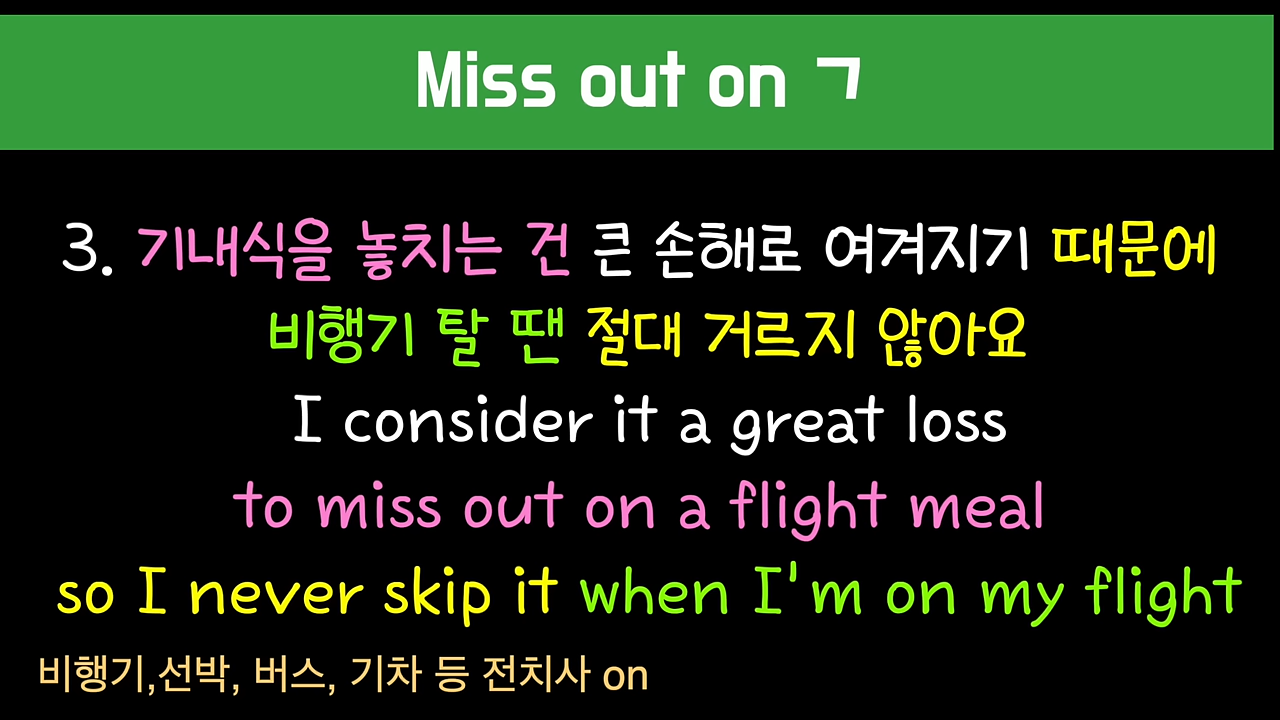 Miss out on ㄱ
3. 기내식을 놓치는 건 큰 손해로 여겨지기 때문에
비행기 탈 땐 절대 거르지 않아요
I consider it a great loss
to miss out on a flight meal
so I never skip it when I'm on my flight
비행기,선박, 버스, 기차 등 전치사 on